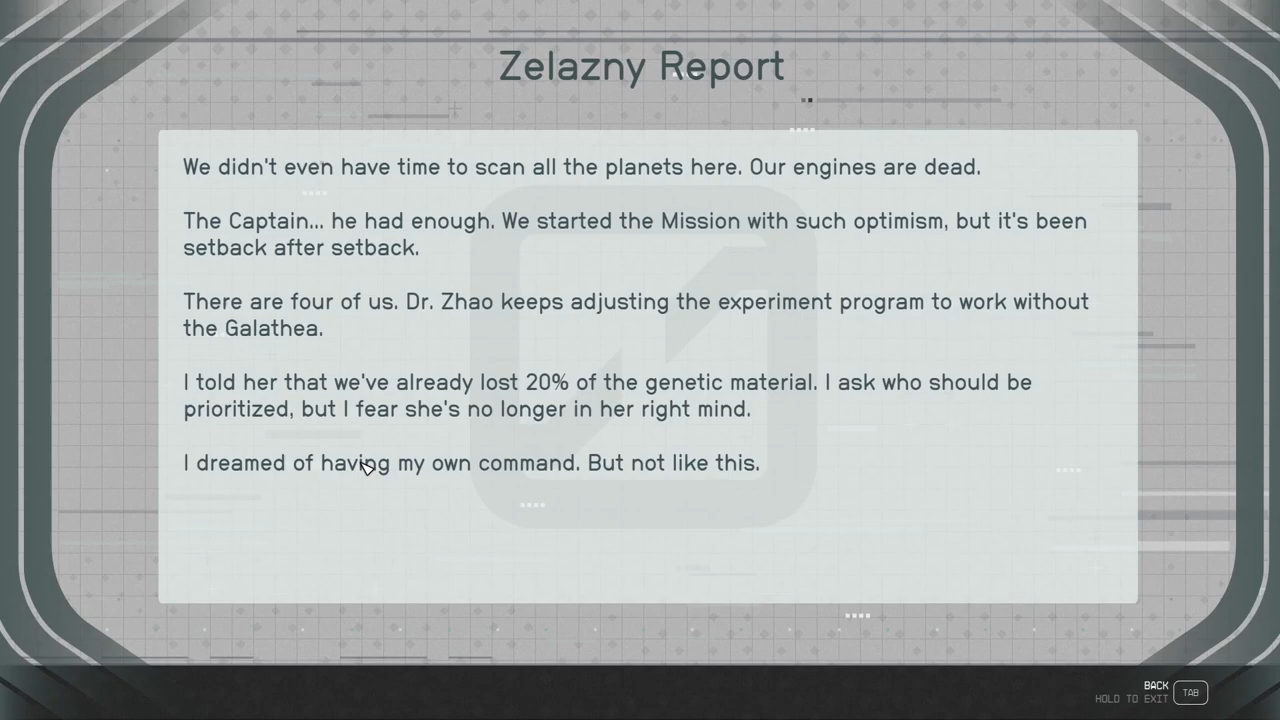 Zelazny Report
We didn't even have time to scan all the planets here. Our engines are dead.
The Captain... he had enough. We started the Mission with such optimism, but it's been
setback after setback.
There are four of us. Dr. Zhao keeps adjusting the experiment program to work without
the Galathea.
I told her that we've already lost 20% of the genetic material. I ask who should be
prioritized, but I fear she's no longer in her right mind.
I dreamed of having my own command. But not like this.
BACK
HOLD TO EXIT
TAB